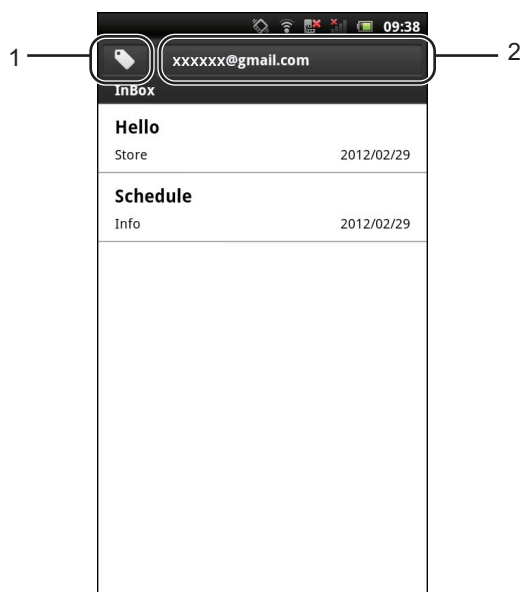 09:38
1
xxxxxx@gmail.com
2
InBox
Hello
Store 2012/02/29
Schedule
Info 2012/02/29